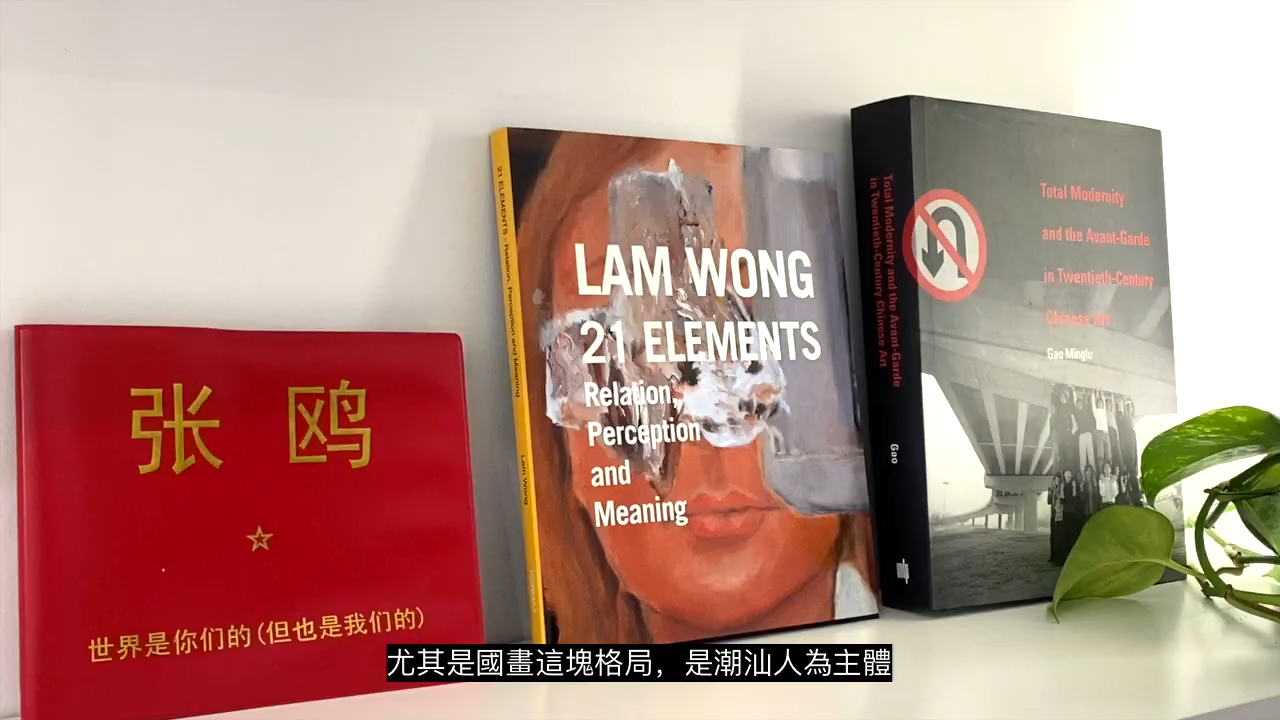 张 鸥
世界是你们的(但也是我们的)
21 ELEMENTS - Relation, Perception and Meaning
Lam Wong
LAM WONG
21 ELEMENTS
Relation,
Perception
and
Meaning
Total Modernity and the Avant-Garde
in Twentieth-Century Chinese Art
Gao
Total Modernity
and the Avant-Garde
in Twentieth-Century
Chinese Art
Gao Minglu
尤其是國畫這塊格局，是潮汕人為主體